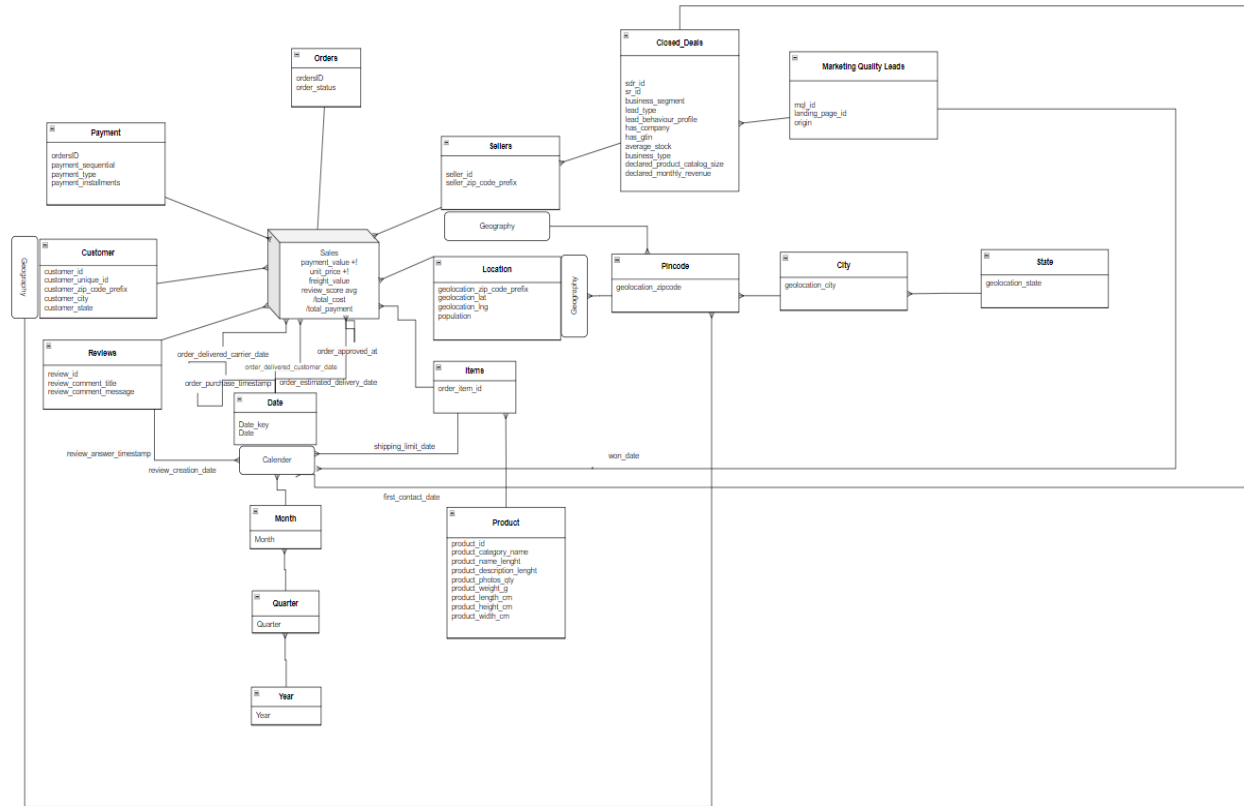 Closed_Deals
sdr_id
sr_id
business_segment
lead_type
lead_behaviour_profile
has_company
has_gtin
average_stock
business_type
declared_product_catalog_size
declared_monthly_revenue
Marketing Quality Leads
mql_id
landing_page_id
origin
Orders
ordersID
order_status
Payment
ordersID
payment_sequential
payment_type
payment_installments
Sellers
seller_id
seller_zip_code_prefix
Geography
Geography
Customer
customer_id
customer_unique_id
customer_zip_code_prefix
customer_city
customer_state
Sales
payment_value +!
unit_price +!
freight_value
review_score avg
/total_cost
/total_payment
Location
geolocation_zip_code_prefix
geolocation_lat
geolocation_lng
population
Geography
Pincode
geolocation_zipcode
City
geolocation_city
State
geolocation_state
Reviews
review_id
review_comment_title
review_comment_message
order_delivered_carrier_date
order_approved_at
order_delivered_customer_date
order_purchase_timestamp
order_estimated_delivery_date
Items
order_item_id
Date
Date_key
Date
Calender
shipping_limit_date
review_answer_timestamp
review_creation_date
won_date
first_contact_date
Month
Month
Product
product_id
product_category_name
product_name_lenght
product_description_lenght
product_photos_qty
product_weight_g
product_length_cm
product_height_cm
product_width_cm
Quarter
Quarter
Year
Year